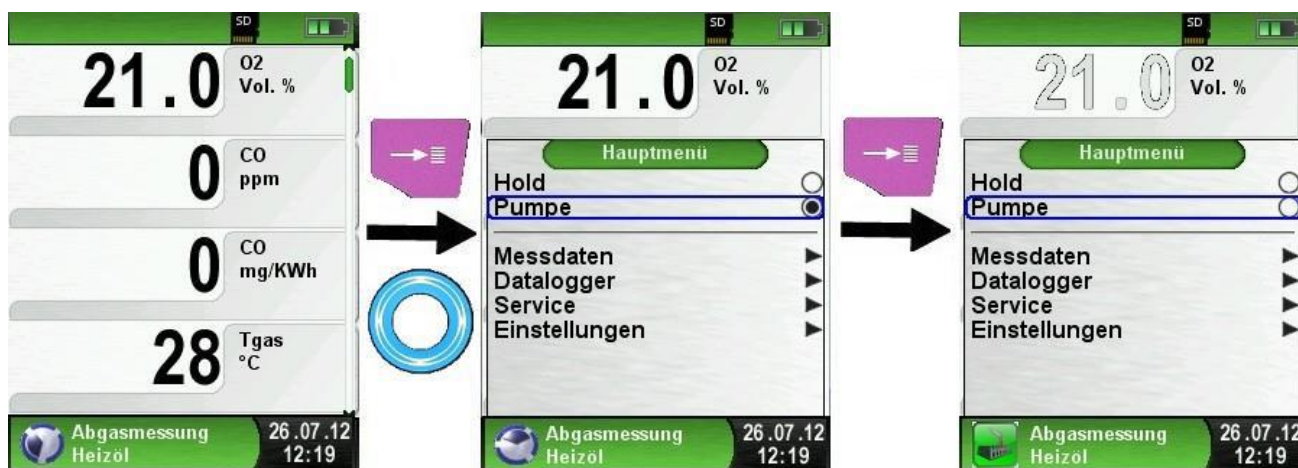 SD
21.0
O2
Vol. %
0
CO
ppm
0
CO
mg/KWh
28
Tgas
°C
Abgasmessung
Heizöl
26.07.12
12:19
SD
21.0
O2
Vol. %
Hauptmenü
Hold
Pumpe
Messdaten
Datalogger
Service
Einstellungen
Abgasmessung
Heizöl
26.07.12
12:19
SD
21.0
O2
Vol. %
Hauptmenü
Hold
Pumpe
Messdaten
Datalogger
Service
Einstellungen
Abgasmessung
Heizöl
26.07.12
12:19